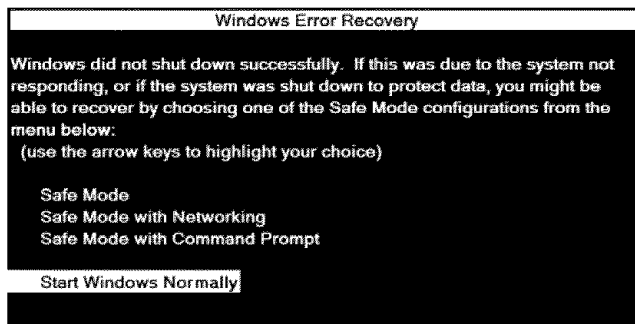 Windows Error Recovery
Windows did not shut down successfully. If this was due to the system not
responding, or if the system was shut down to protect data, you might be
able to recover by choosing one of the Safe Mode configurations from the
menu below:
(use the arrow keys to highlight your choice)
Safe Mode
Safe Mode with Networking
Safe Mode with Command Prompt
Start Windows Normally